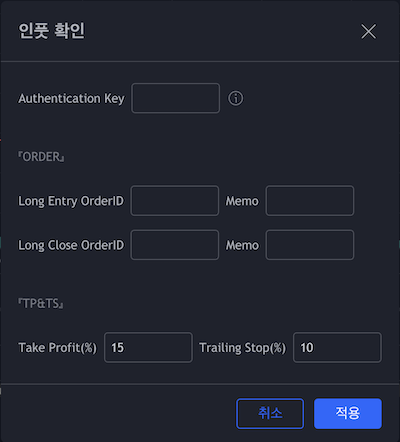 인풋 확인
Authentication Key
『ORDER』
Long Entry OrderID Memo
Long Close OrderID Memo
『TP&TS』
Take Profit(%) 15 Trailing Stop(%) 10
취소 적용